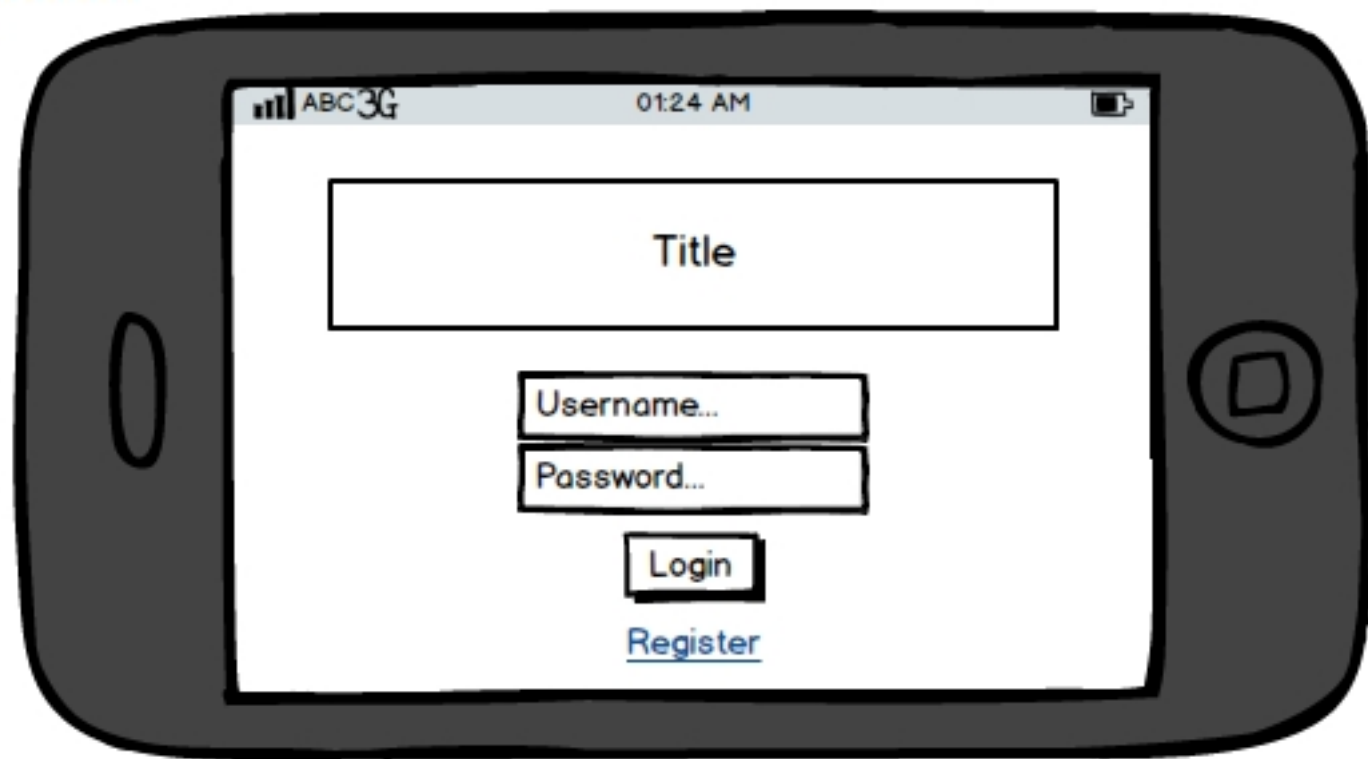 ABC 3G 01:24 AM
Title
Username...
Password...
Login
Register